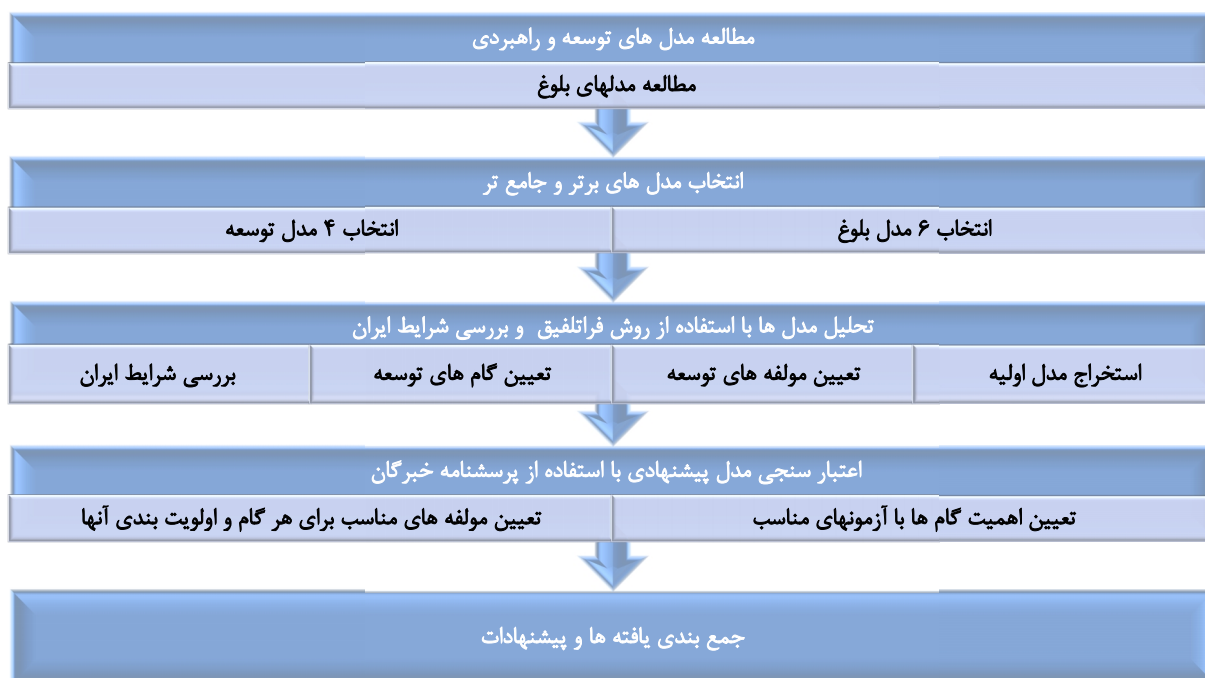 مطالعه مدل های توسعه و راهبردی
مطالعه مدلهای بلوغ
انتخاب مدل های برتر و جامع تر
انتخاب ۶ مدل بلوغ
انتخاب ۴ مدل توسعه
تحلیل مدل ها با استفاده از روش فراتلفیق و بررسی شرایط ایران
استخراج مدل اولیه
تعیین مولفه های توسعه
تعیین گام های توسعه
بررسی شرایط ایران
اعتبار سنجی مدل پیشنهادی با استفاده از پرسشنامه خبرگان
تعیین اهمیت گام ها با آزمونهای مناسب
تعیین مولفه های مناسب برای هر گام و اولویت بندی آنها
جمع بندی یافته ها و پیشنهادات